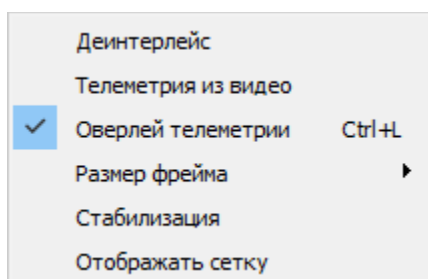 Деинтерлейс
Телеметрия из видео
Оверлей телеметрии Ctrl+L
Размер фрейма
Стабилизация
Отображать сетку